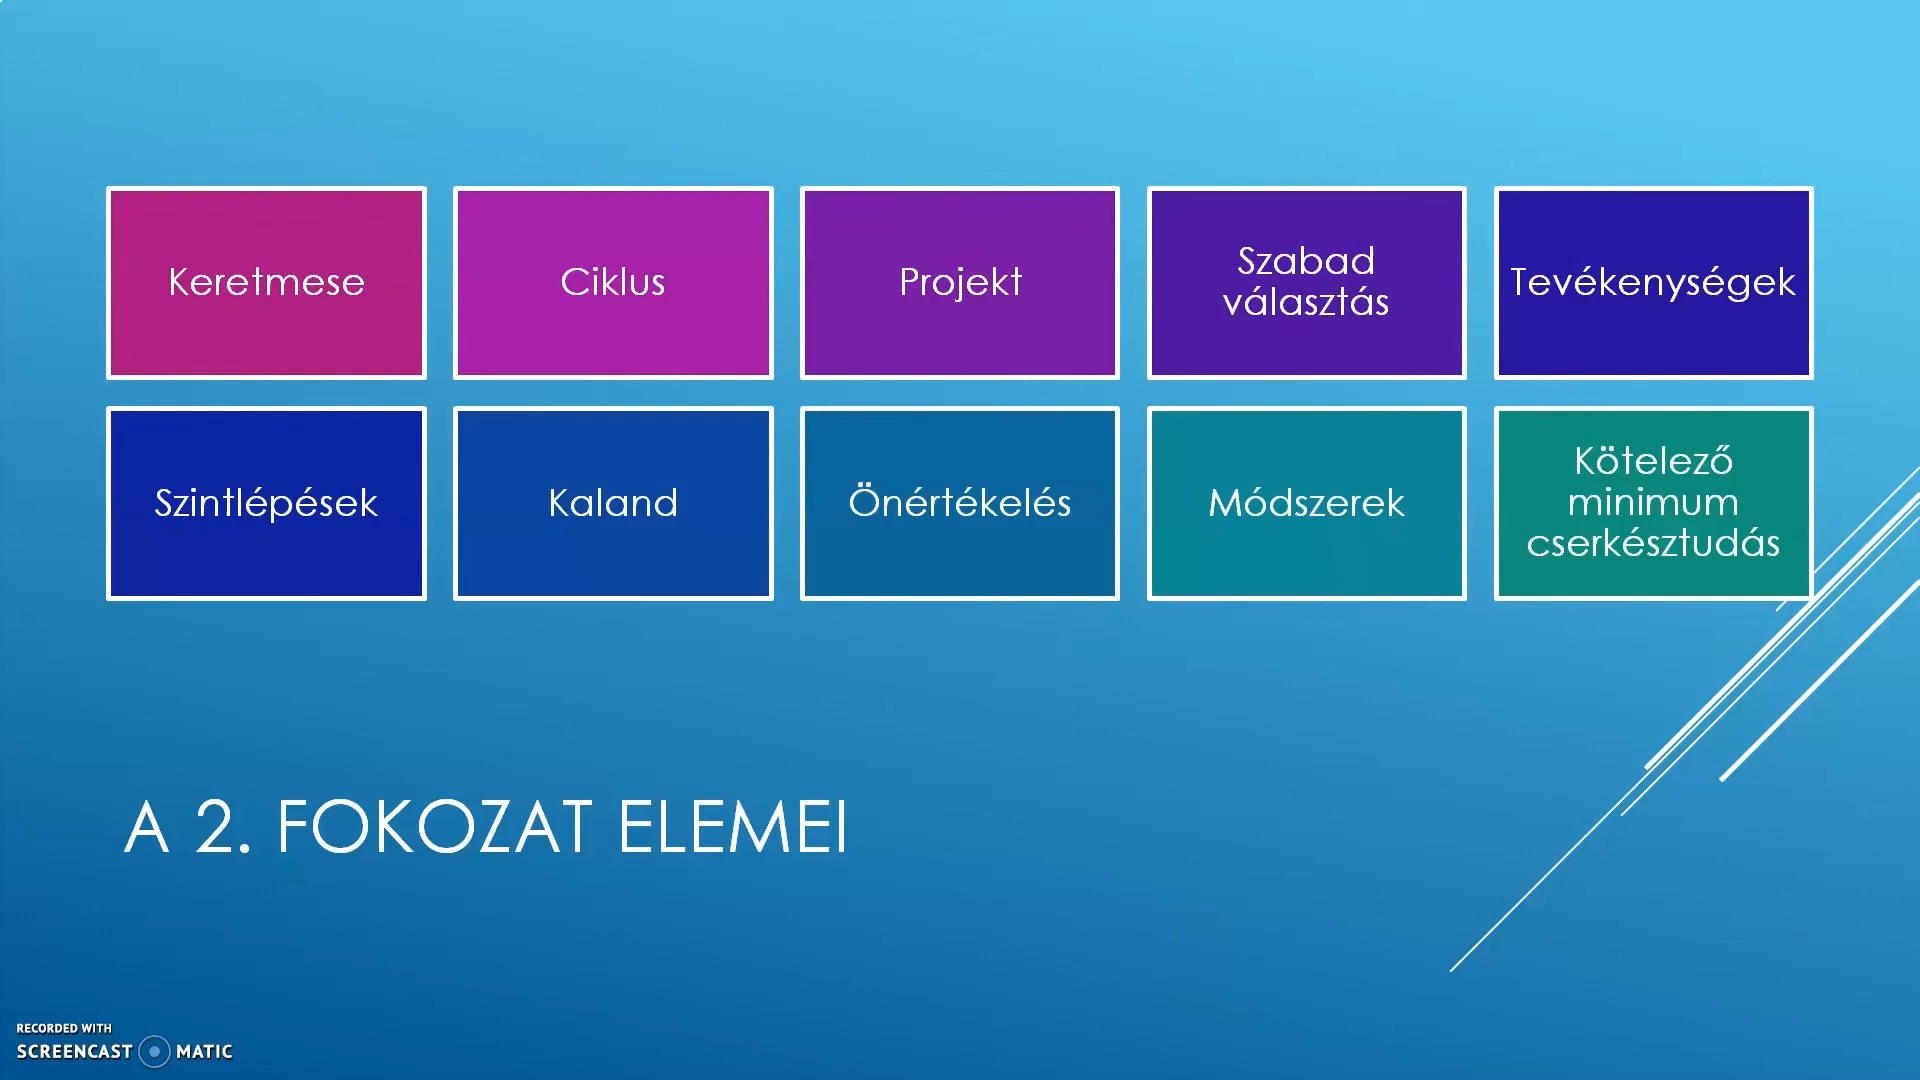 Keretmese
Ciklus
Projekt
Szabad
választás
Tevékenységek
Szintlépések
Kaland
Önértékelés
Módszerek
Kötelező
minimum
cserkésztudás
A 2. FOKOZAT ELEMEI
RECORDED WITH
SCREENCAST MATIC